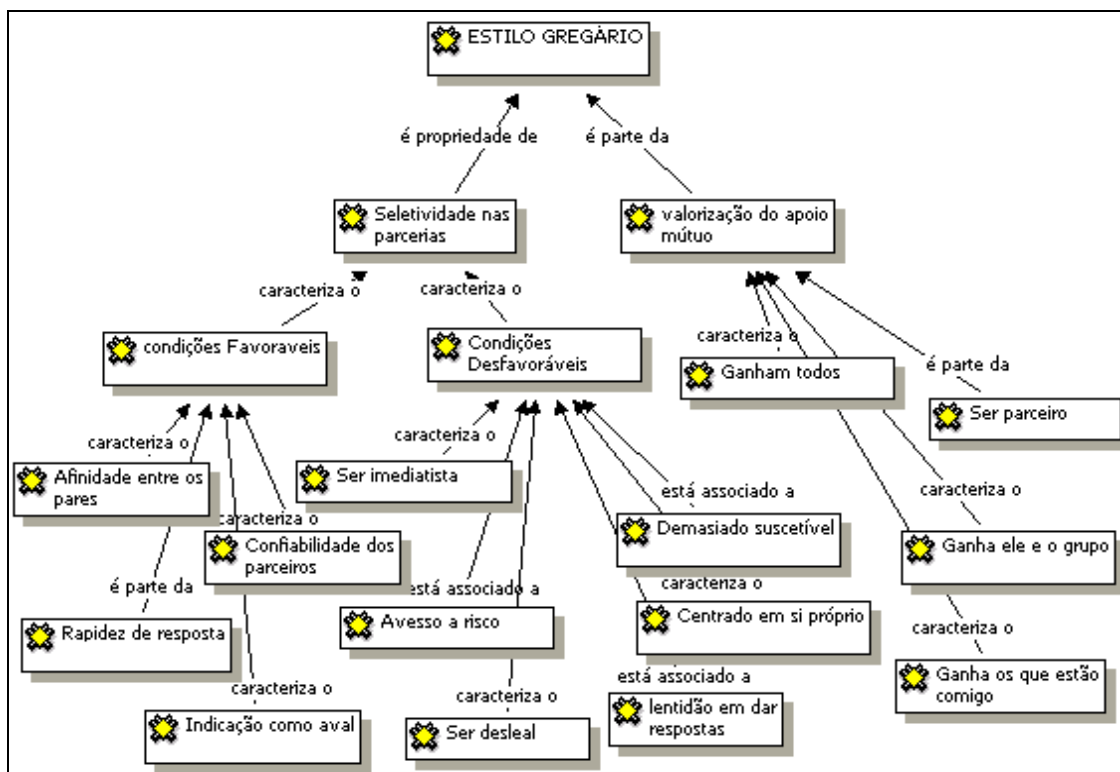 ESTILO GREGÁRIO
é propriedade de
é parte da
Seletividade nas
parcerias
valorização do apoio
mútuo
caracteriza o
caracteriza o
condições Favoraveis
Condições
Desfavoráveis
caracteriza o
Ganham todos
é parte da
Ser parceiro
caracteriza o
Afinidade entre os
pares
caracteriza o
Ser imediatista
está associado a
Demasiado suscetível
caracteriza o
Ganha ele e o grupo
caracteriza o
Confiabilidade dos
parceiros
é parte da
Rapidez de resposta
está associado a
Avesso a risco
caracteriza o
Centrado em si próprio
caracteriza o
Ganha os que estão
comigo
caracteriza o
Indicação como aval
caracteriza o
Ser desleal
está associado a
lentidão em dar
respostas